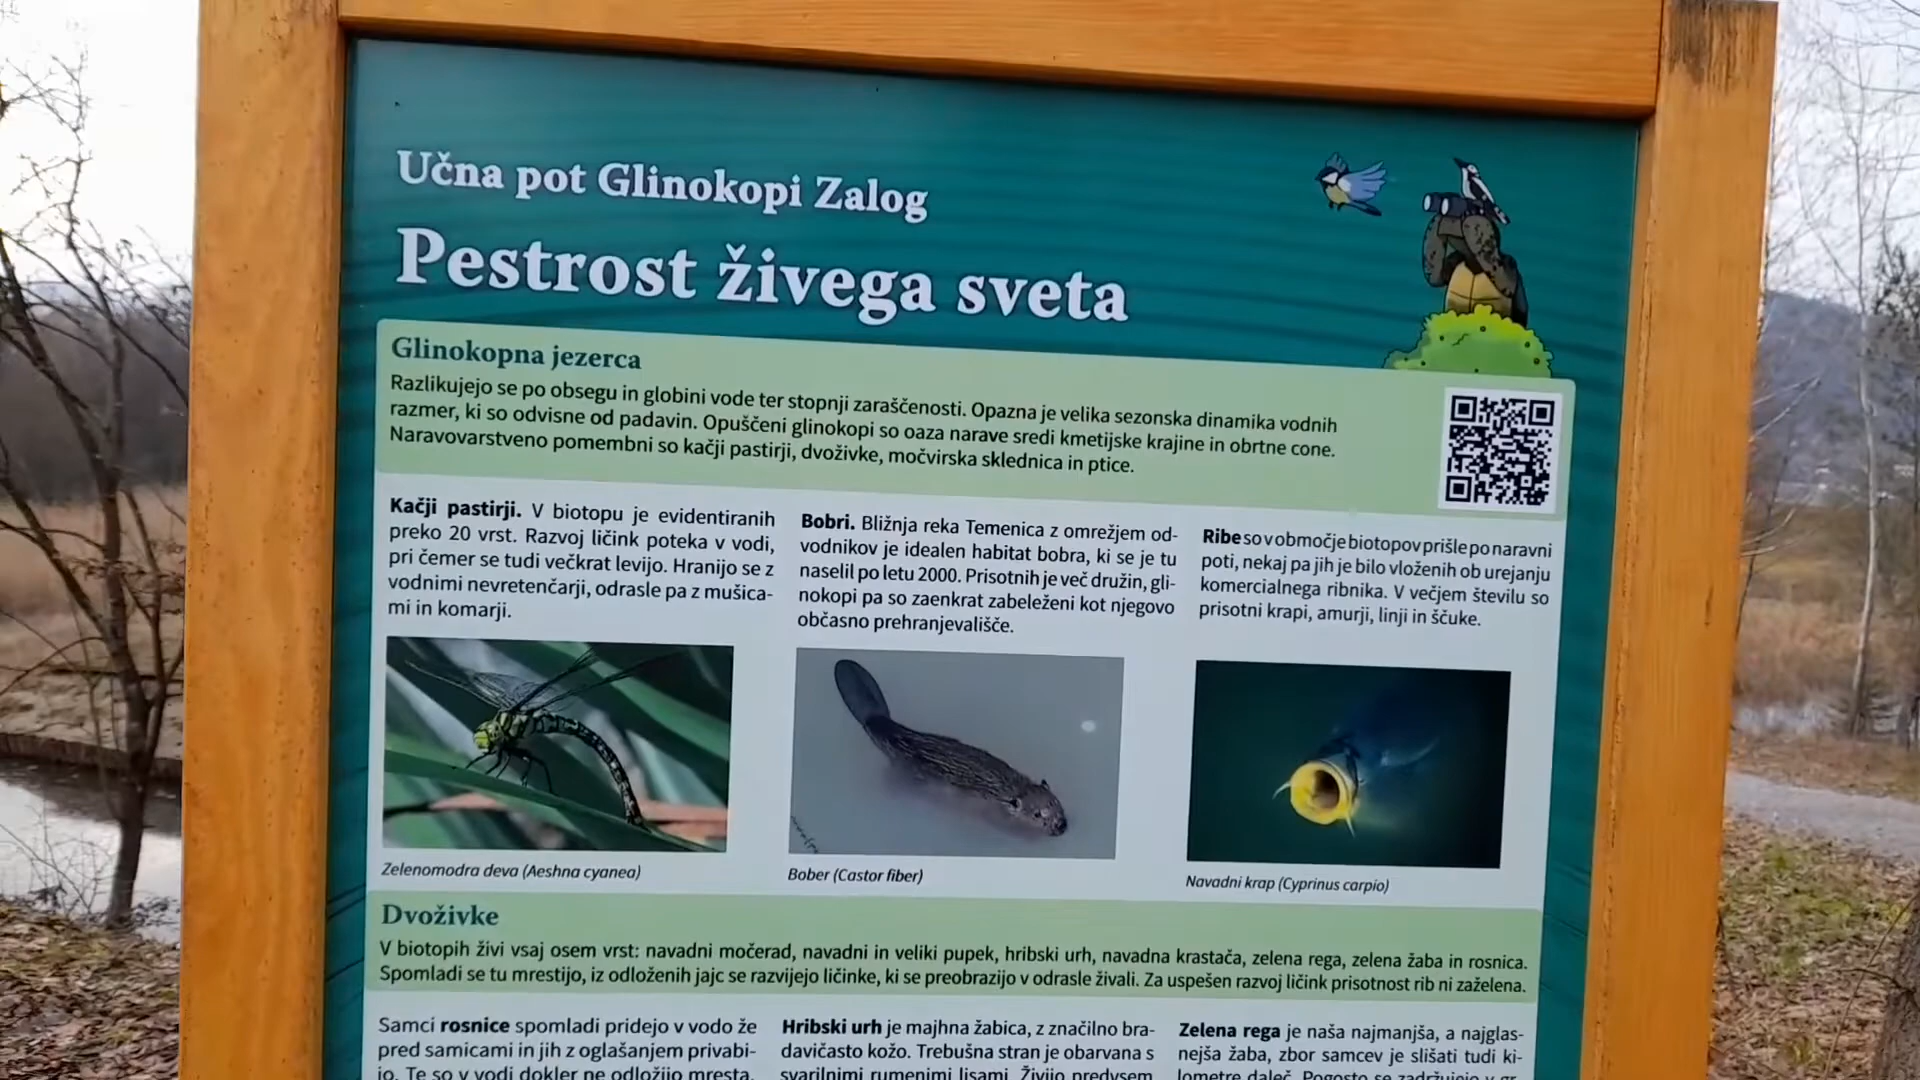 Učna pot Glinokopi Zalog
Pestrost živega sveta
Glinokopna jezerca
Razlikujejo se po obsegu in globini vode ter stopnji zaraščenosti. Opazna je velika sezonska dinamika vodnih
razmer, ki so odvisne od padavin. Opuščeni glinokopi so oaza narave sredi kmetijske krajine in obrtne cone.
Naravovarstveno pomembni so kačji pastirji, dvoživke, močvirska sklednica in ptice.
Kačji pastirji. V biotopu je evidentiranih
preko 20 vrst. Razvoj ličink poteka v vodi,
pri čemer se tudi večkrat levijo. Hranijo se z
vodnimi nevretenčarji, odrasle pa z mušica-
mi in komarji.
Zelenomodra deva (Aeshna cyanea)
Bobri. Bližnja reka Temenica z omrežjem od-
vodnikov je idealen habitat bobra, ki se je tu
naselil po letu 2000. Prisotnih je več družin, gli-
nokopi pa so zaenkrat zabeleženi kot njegovo
občasno prehranjevališče.
Bober (Castor fiber)
Ribe so v območje biotopov prišle po naravni
poti, nekaj pa jih je bilo vloženih ob urejanju
komercialnega ribnika. V večjem številu so
prisotni krapi, amurji, linji in ščuke.
Navadni krap (Cyprinus carpio)
Dvoživke
V biotopih živi vsaj osem vrst: navadni močerad, navadni in veliki pupek, hribski urh, navadna krastača, zelena rega, zelena žaba in rosnica.
Spomladi se tu mrestijo, iz odloženih jajc se razvijejo ličinke, ki se preobrazijo v odrasle živali. Za uspešen razvoj ličink prisotnost rib ni zaželena.
Samci rosnice spomladi pridejo v vodo že
pred samicami in jih z oglašanjem privabi-
jo. Te so v vodi dokler ne odložijo mresta.
Hribski urh je majhna žabica, z značilno bra-
davičasto kožo. Trebušna stran je obarvana s
svarilnimi rumenimi lisami. Živijo predvsem
Zelena rega je naša najmanjša, a najglas-
nejša žaba, zbor samcev je slišati tudi ki-
lometre daleč. Pogosto se zadržujejo v gr-